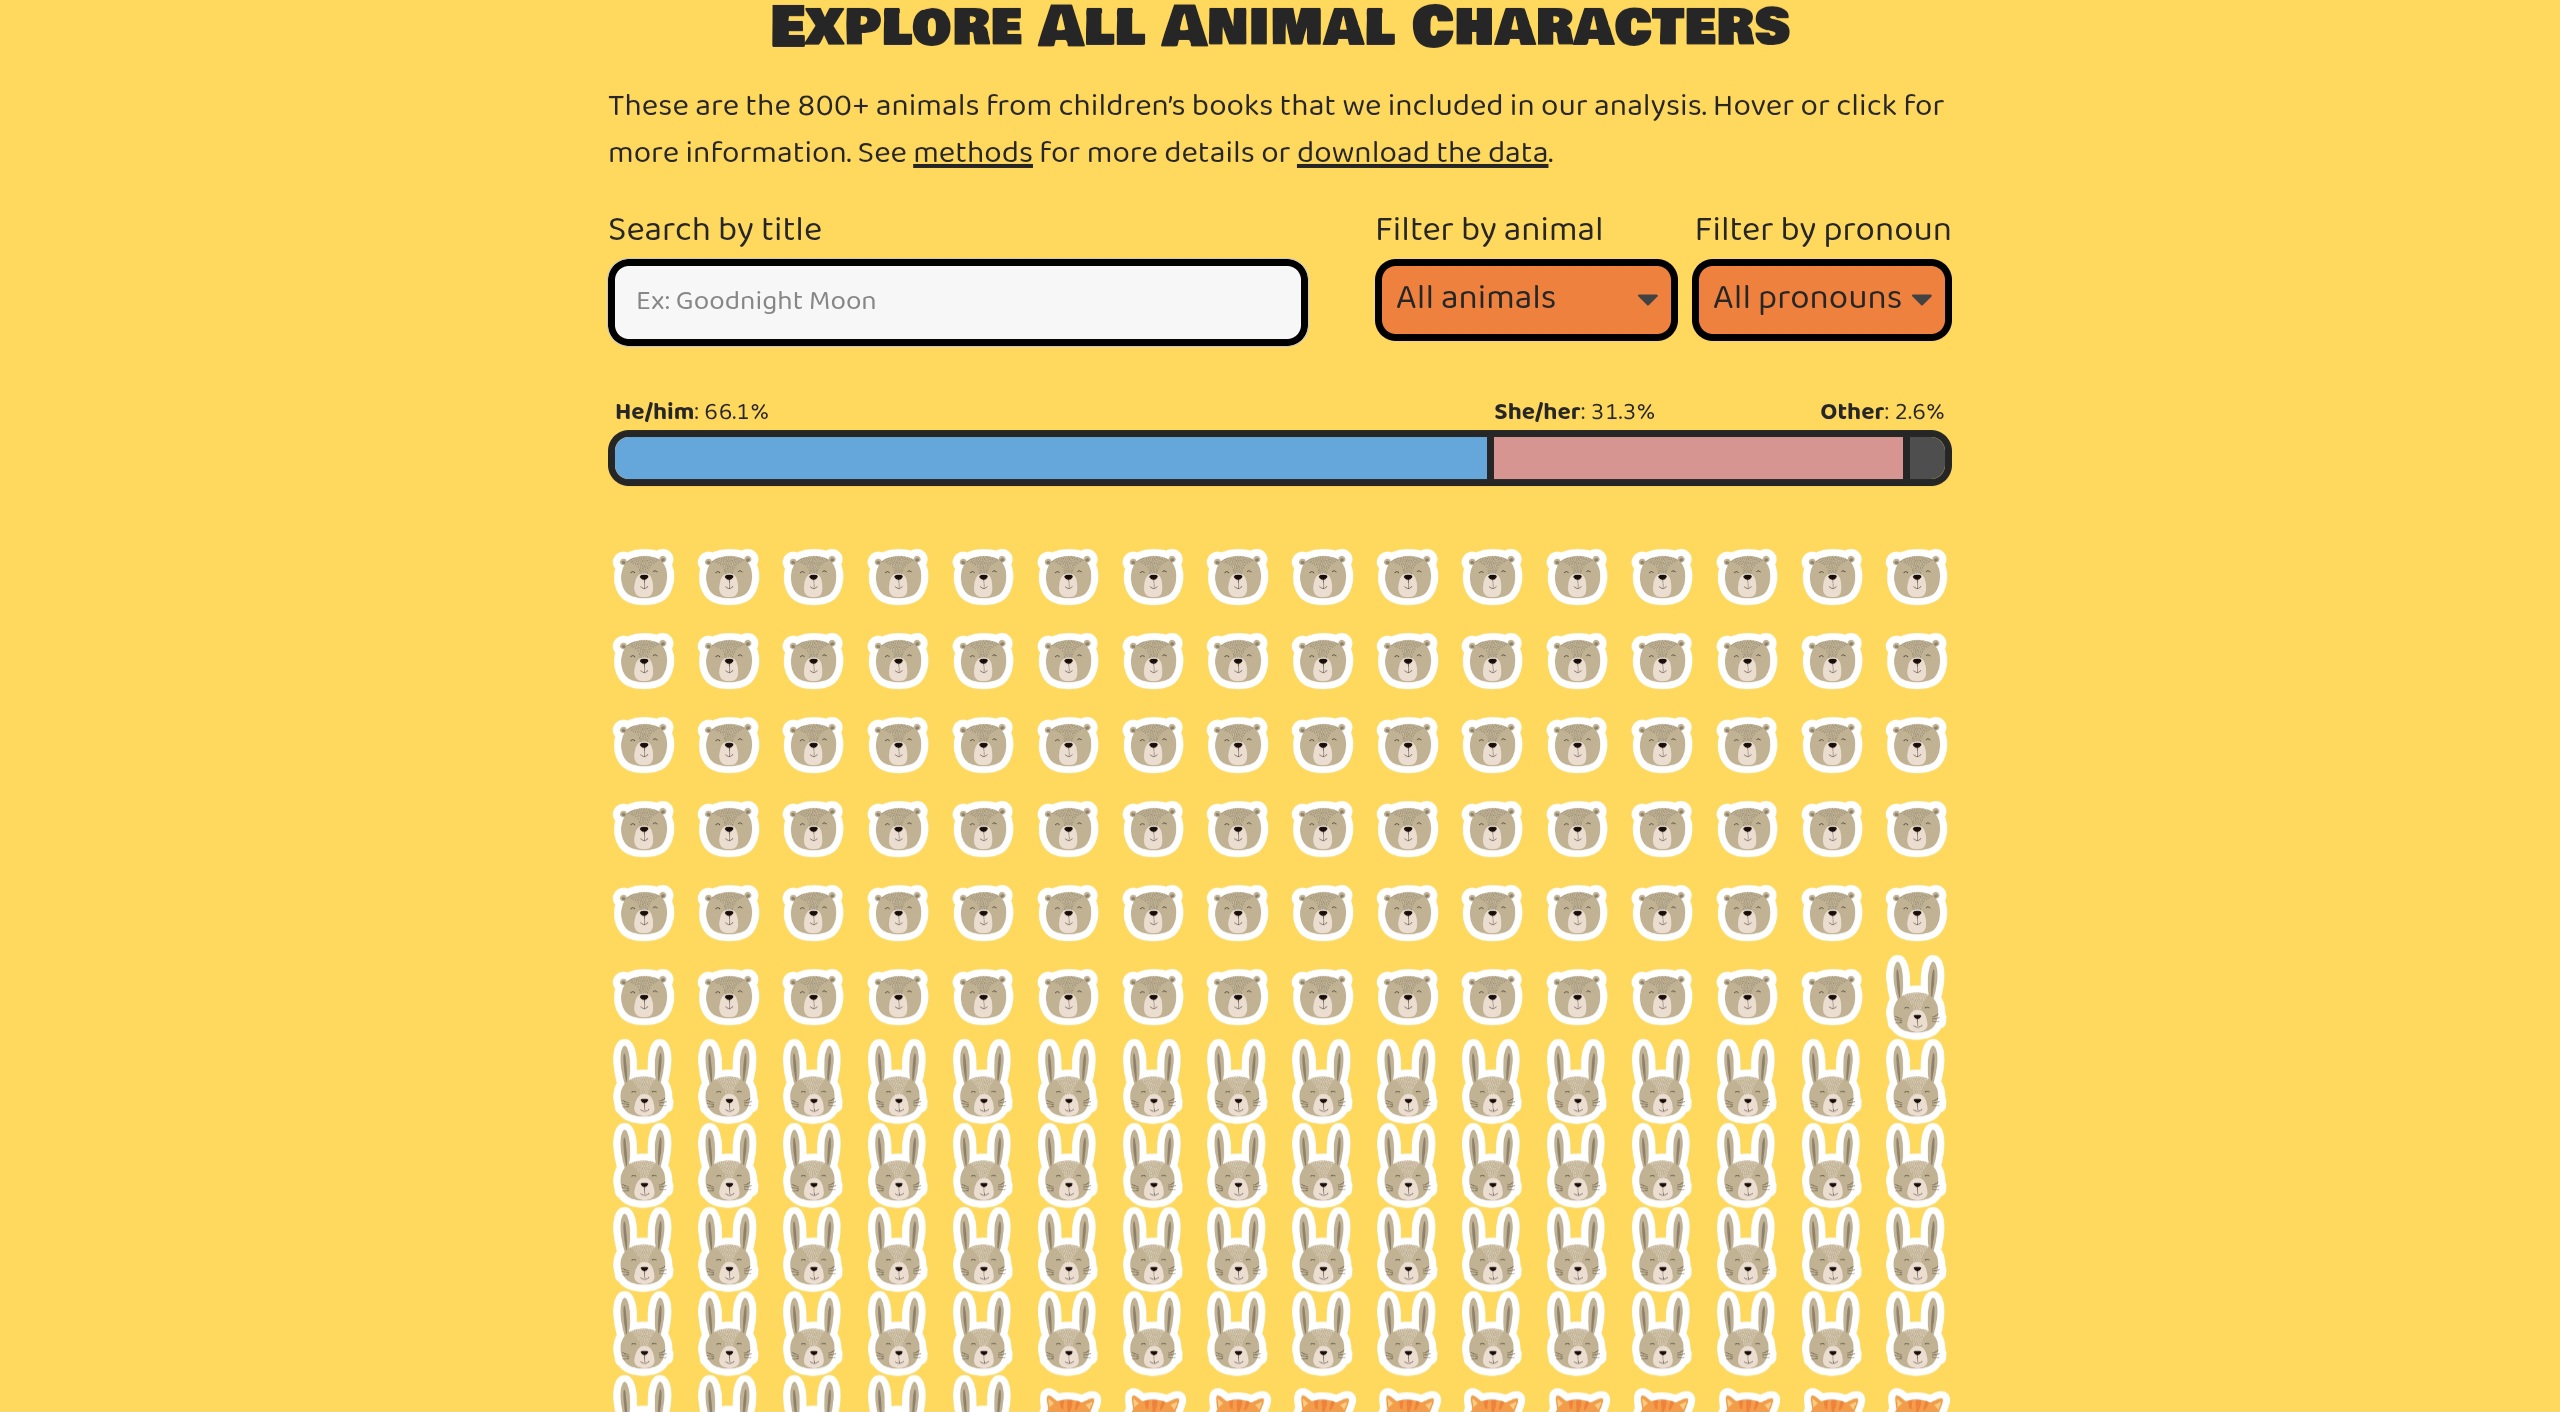 Explore All Animal Characters
These are the 800+ animals from children's books that we included in our analysis. Hover or click for
more information. See methods for more details or download the data.
Search by title
Filter by animal
Filter by pronoun
Ex: Goodnight Moon
All animals
All pronouns
He/him: 66.1%
She/her: 31.3%
Other: 2.6%